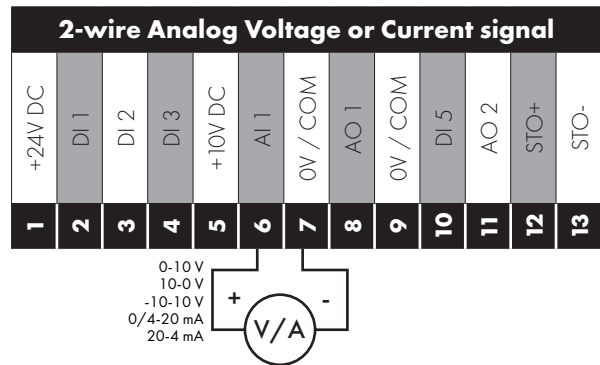 2-wire Analog Voltage or Current signal
+24V DC
DI 1
DI 2
DI 3
+10V DC
AI 1
0V / COM
AO 1
0V / COM
DI 5
AO 2
STO+
STO-
1 2 3 4 5 6 7 8 9 10 11 12 13
0-10 V
10-0 V
-10-10 V
0/4-20 mA
20-4 mA
+ V/A -